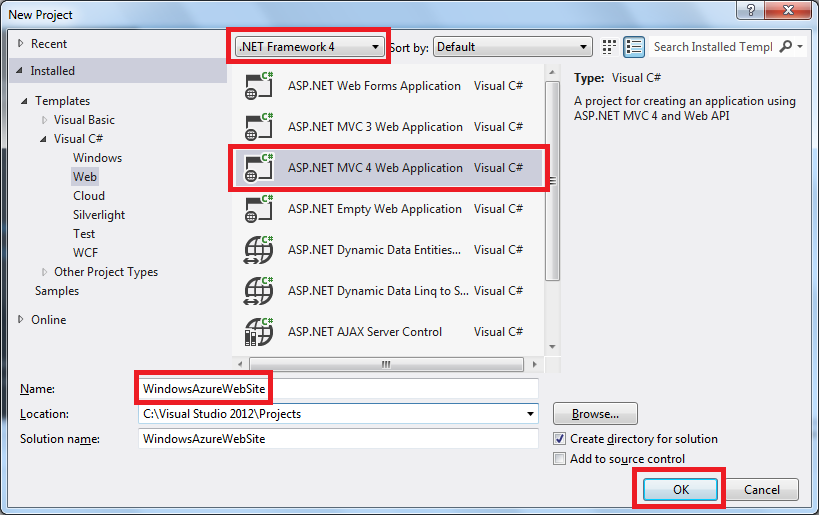 New Project
Recent
Installed
Templates
Visual Basic
Visual C#
Windows
Web
Cloud
Silverlight
Test
WCF
Other Project Types
Samples
Online
.NET Framework 4
Sort by:
Default
Search Installed Templ
C#
ASP.NET Web Forms Application Visual C#
C#
ASP.NET MVC 3 Web Application Visual C#
C#
ASP.NET MVC 4 Web Application Visual C#
C#
ASP.NET Empty Web Application Visual C#
C#
ASP.NET Dynamic Data Entities... Visual C#
C#
ASP.NET Dynamic Data Linq to S... Visual C#
C#
ASP.NET AJAX Server Control Visual C#
Type: Visual C#
A project for creating an application using
ASP.NET MVC 4 and Web API
Name: WindowsAzureWebSite
Location: C:\Visual Studio 2012\Projects
Browse...
Solution name: WindowsAzureWebSite
Create directory for solution
Add to source control
OK
Cancel